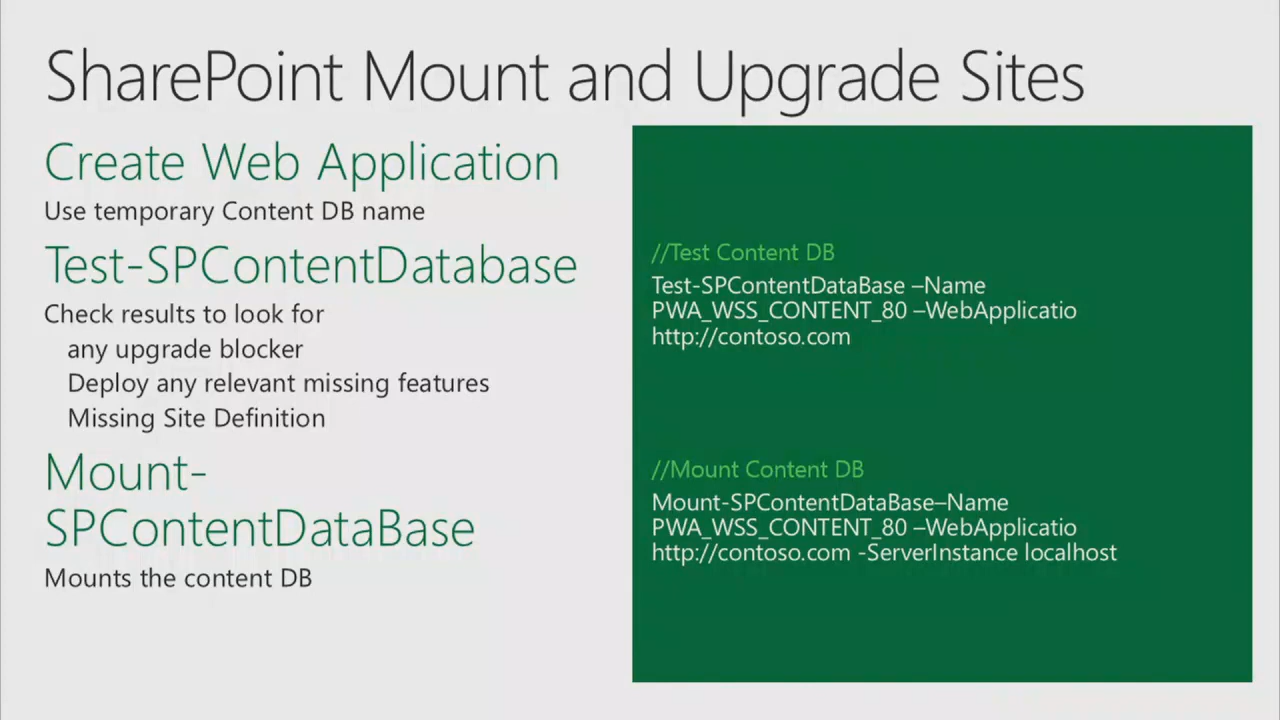 SharePoint Mount and Upgrade Sites
Create Web Application
Use temporary Content DB name
Test-SPContentDatabase
Check results to look for
any upgrade blocker
Deploy any relevant missing features
Missing Site Definition
Mount-
SPContentDataBase
Mounts the content DB
//Test Content DB
Test-SPContentDataBase –Name
PWA_WSS_CONTENT_80 –WebApplicatio
http://contoso.com
//Mount Content DB
Mount-SPContentDataBase–Name
PWA_WSS_CONTENT_80 –WebApplicatio
http://contoso.com -ServerInstance localhost